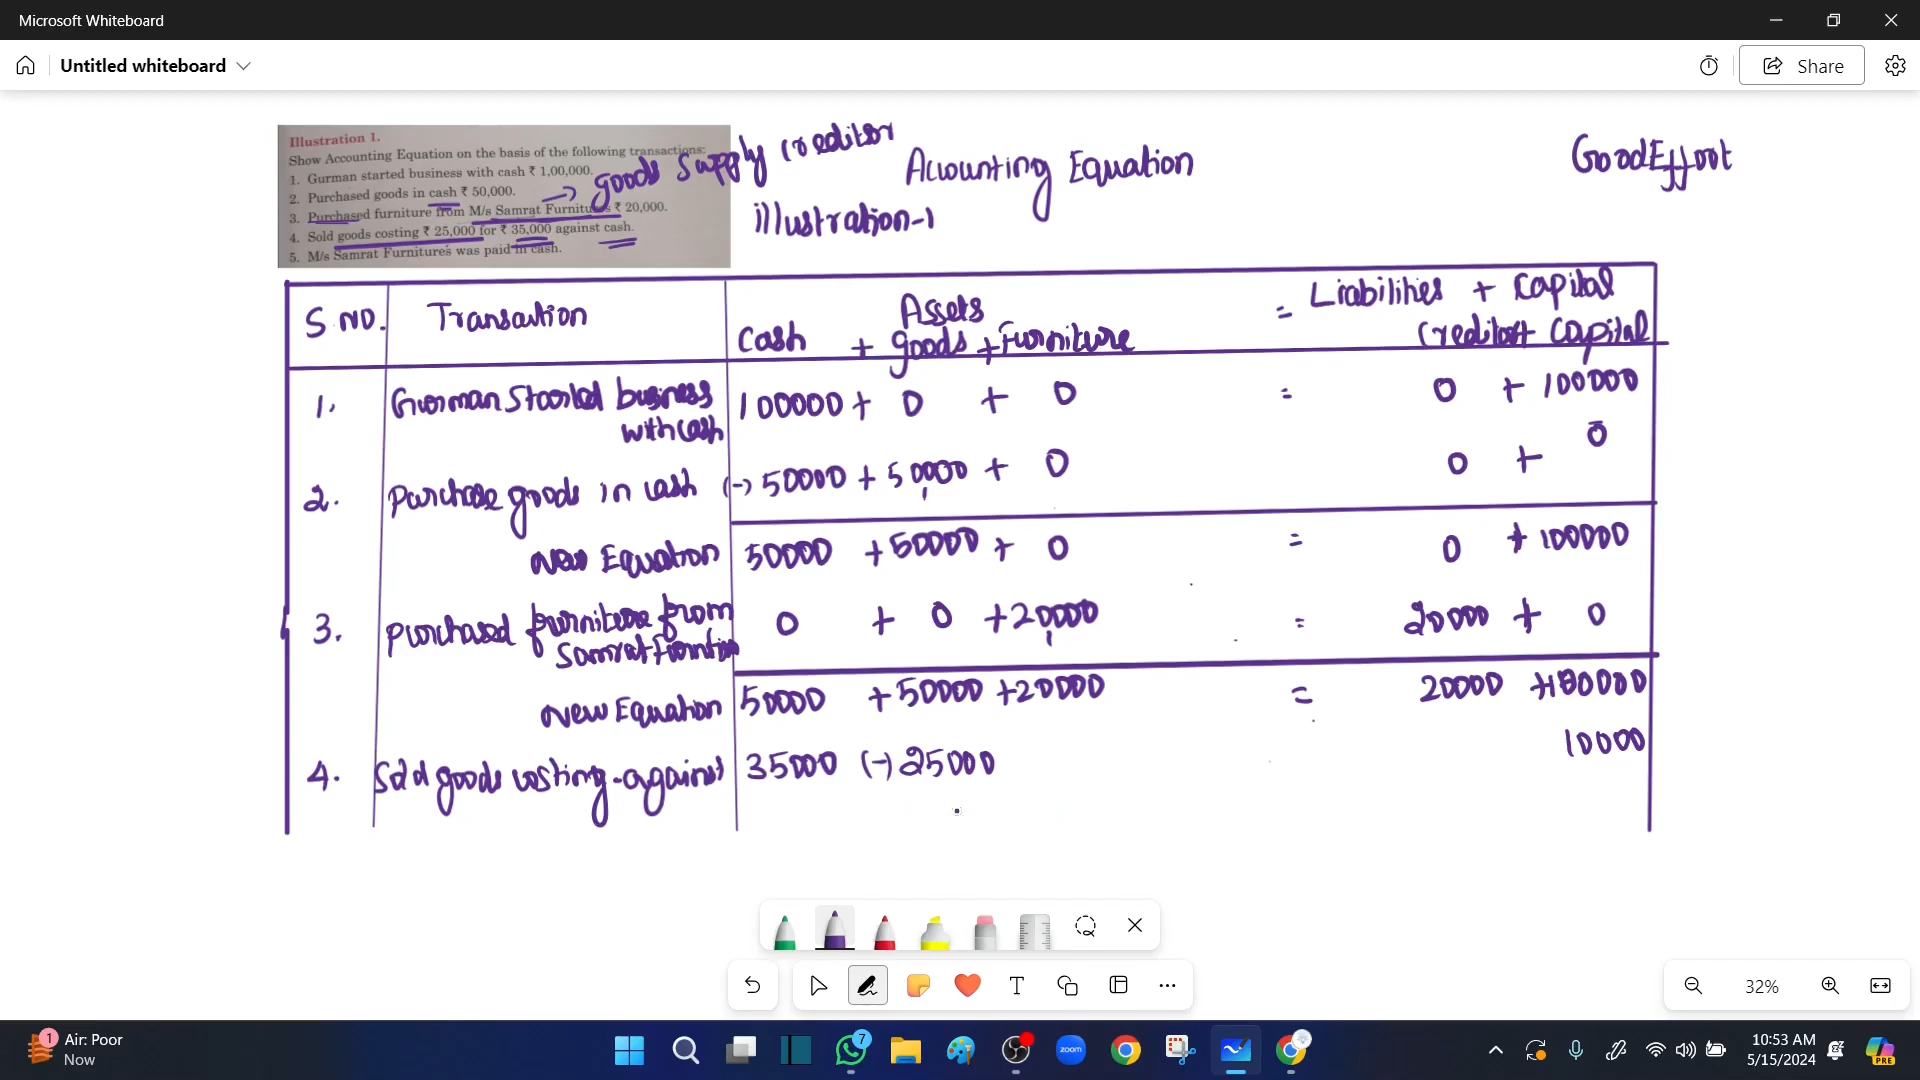 Microsoft Whiteboard
Untitled whiteboard
Share
Illustration 1.
Show Accounting Equation on the basis of the following transactions:
1. Gurman started business with cash ₹ 1,00,000.
2. Purchased goods in cash ₹ 50,000.
3. Purchased furniture from M/s Samrat Furnitures ₹ 20,000.
4. Sold goods costing ₹ 25,000 for ₹ 35,000 against cash.
5. M/s Samrat Furnitures was paid in cash.
goods supply creditor
Accounting Equation
illustration-1
GoodEffort
S NO. Transaction Assets = Liabilities + Capital
Cash + goods + Furniture Creditor + Capital
1. Gurman Started business with cash 100000 + 0 + 0 = 0 + 100000
2. Purchase goods in cash (-) 50000 + 50000 + 0 0 + 0
New Equation 50000 + 50000 + 0 = 0 + 100000
3. Purchased furniture from Samrat 0 + 0 + 20000 = 20000 + 0
New Equation 50000 + 50000 + 20000 = 20000 + 100000
4. Sold goods costing - against 35000 (-) 25000 10000
32%
1
Air: Poor
Now
7
zoom
10:53 AM
5/15/2024
PRE